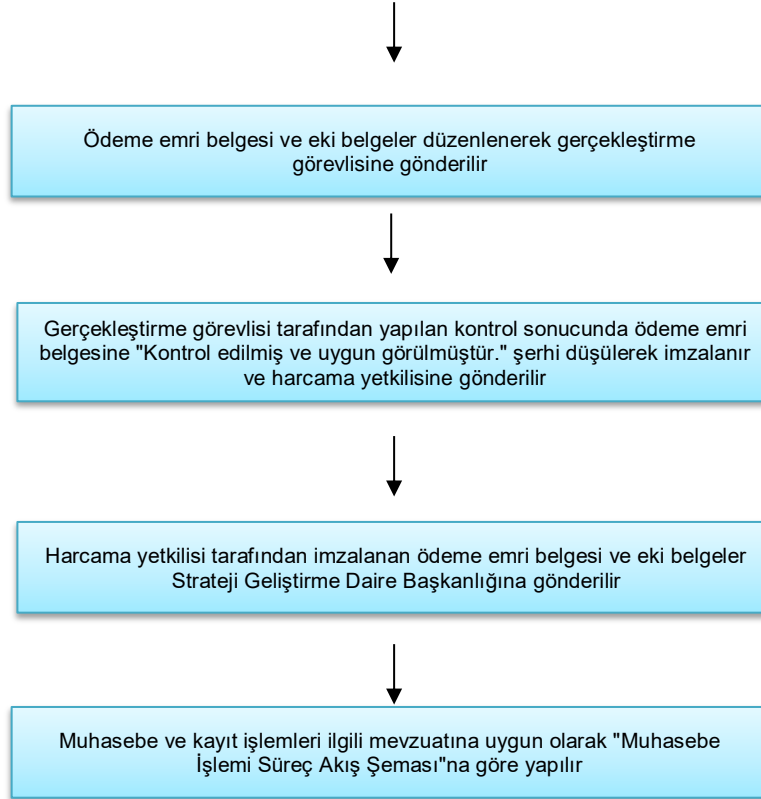 Ödeme emri belgesi ve eki belgeler düzenlenerek gerçekleştirme
görevlisine gönderilir
Gerçekleştirme görevlisi tarafından yapılan kontrol sonucunda ödeme emri
belgesine "Kontrol edilmiş ve uygun görülmüştür." şerhi düşülerek imzalanır
ve harcama yetkilisine gönderilir
Harcama yetkilisi tarafından imzalanan ödeme emri belgesi ve eki belgeler
Strateji Geliştirme Daire Başkanlığına gönderilir
Muhasebe ve kayıt işlemleri ilgili mevzuatına uygun olarak "Muhasebe
İşlemi Süreç Akış Şeması"na göre yapılır